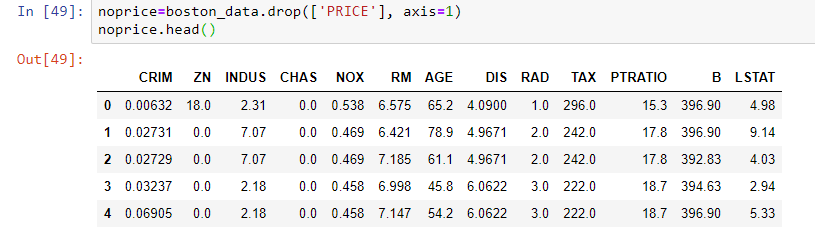 In [49]: noprice=boston_data.drop(['PRICE'], axis=1)
noprice.head()
Out[49]:
CRIM ZN INDUS CHAS NOX RM AGE DIS RAD TAX PTRATIO B LSTAT
0 0.00632 18.0 2.31 0.0 0.538 6.575 65.2 4.0900 1.0 296.0 15.3 396.90 4.98
1 0.02731 0.0 7.07 0.0 0.469 6.421 78.9 4.9671 2.0 242.0 17.8 396.90 9.14
2 0.02729 0.0 7.07 0.0 0.469 7.185 61.1 4.9671 2.0 242.0 17.8 392.83 4.03
3 0.03237 0.0 2.18 0.0 0.458 6.998 45.8 6.0622 3.0 222.0 18.7 394.63 2.94
4 0.06905 0.0 2.18 0.0 0.458 7.147 54.2 6.0622 3.0 222.0 18.7 396.90 5.33